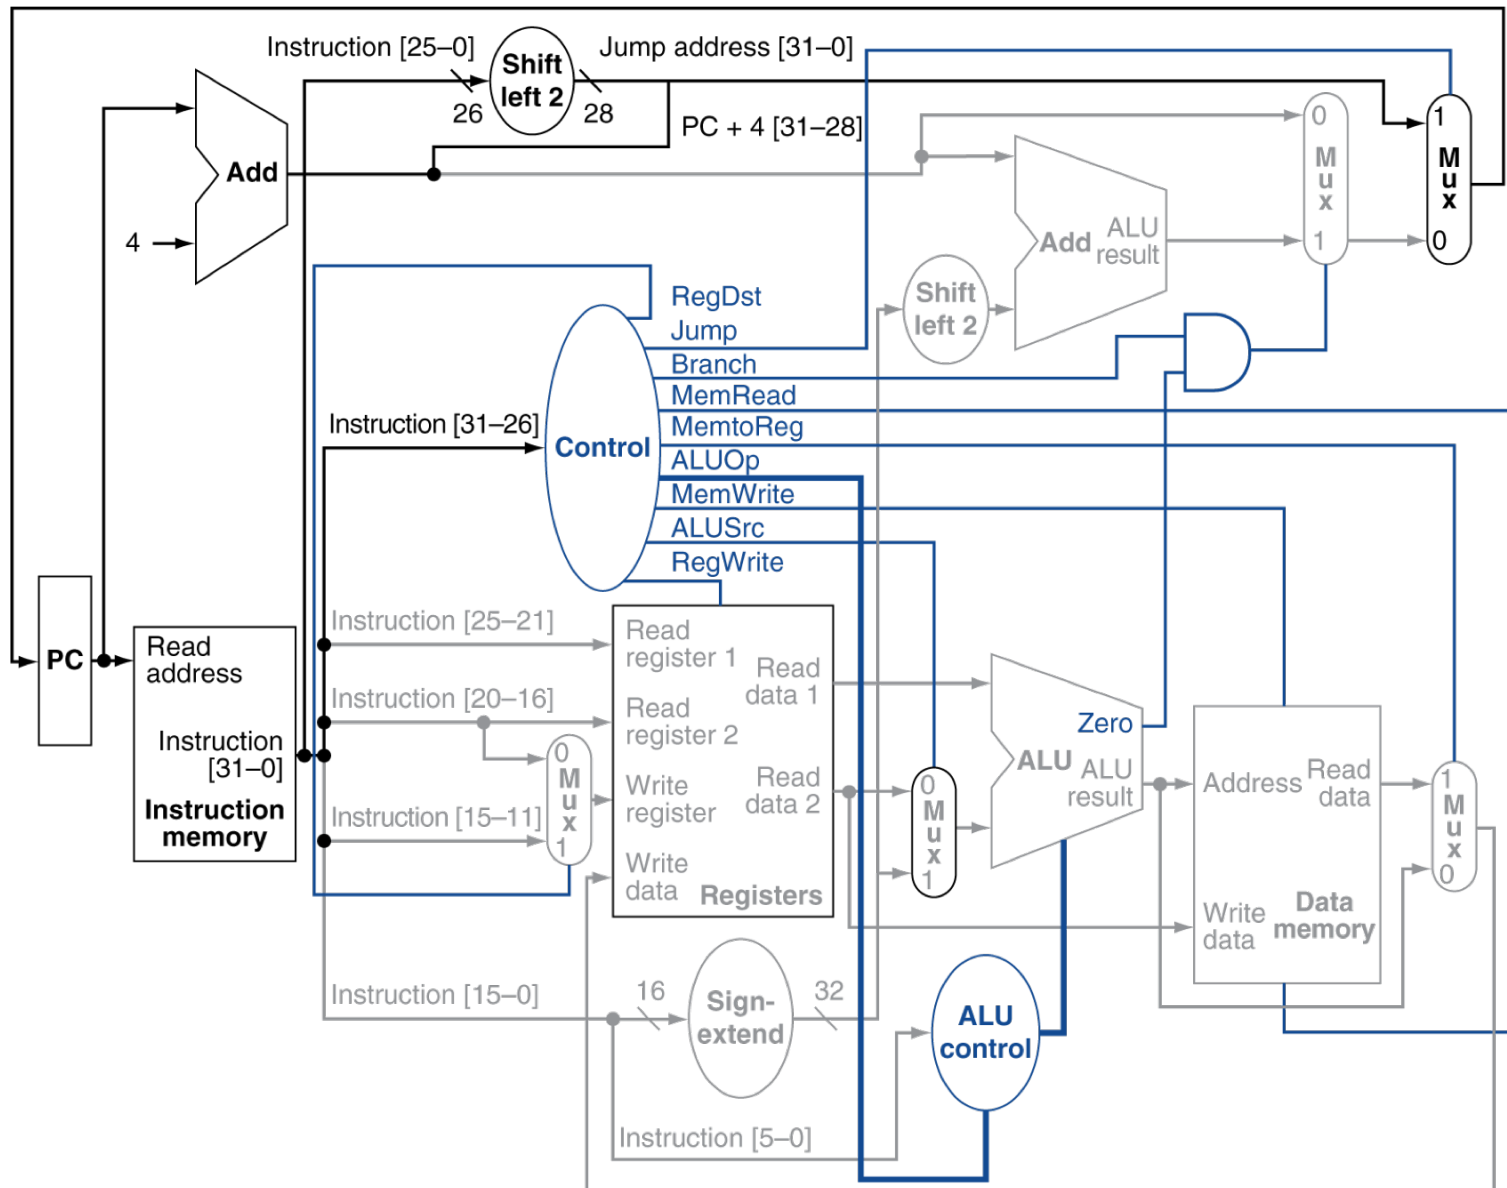 Instruction [25–0]
Shift
left 2
Jump address [31–0]
26
28
PC + 4 [31–28]
Add
4
0
M
u
x
1
1
M
u
x
0
Add
ALU
result
Shift
left 2
RegDst
Jump
Branch
MemRead
MemtoReg
ALUOp
MemWrite
ALUSrc
RegWrite
Instruction [31–26]
Control
PC
Read
address
Instruction
[31–0]
Instruction
memory
Instruction [25–21]
Instruction [20–16]
Instruction [15–11]
0
M
u
x
1
Read
register 1
Read
register 2
Write
register
Write
data
Read
data 1
Read
data 2
Registers
0
M
u
x
1
Zero
ALU
ALU
result
Address
Read
data
Write
data
Data
memory
1
M
u
x
0
Instruction [15–0]
16
Sign-
extend
32
ALU
control
Instruction [5–0]